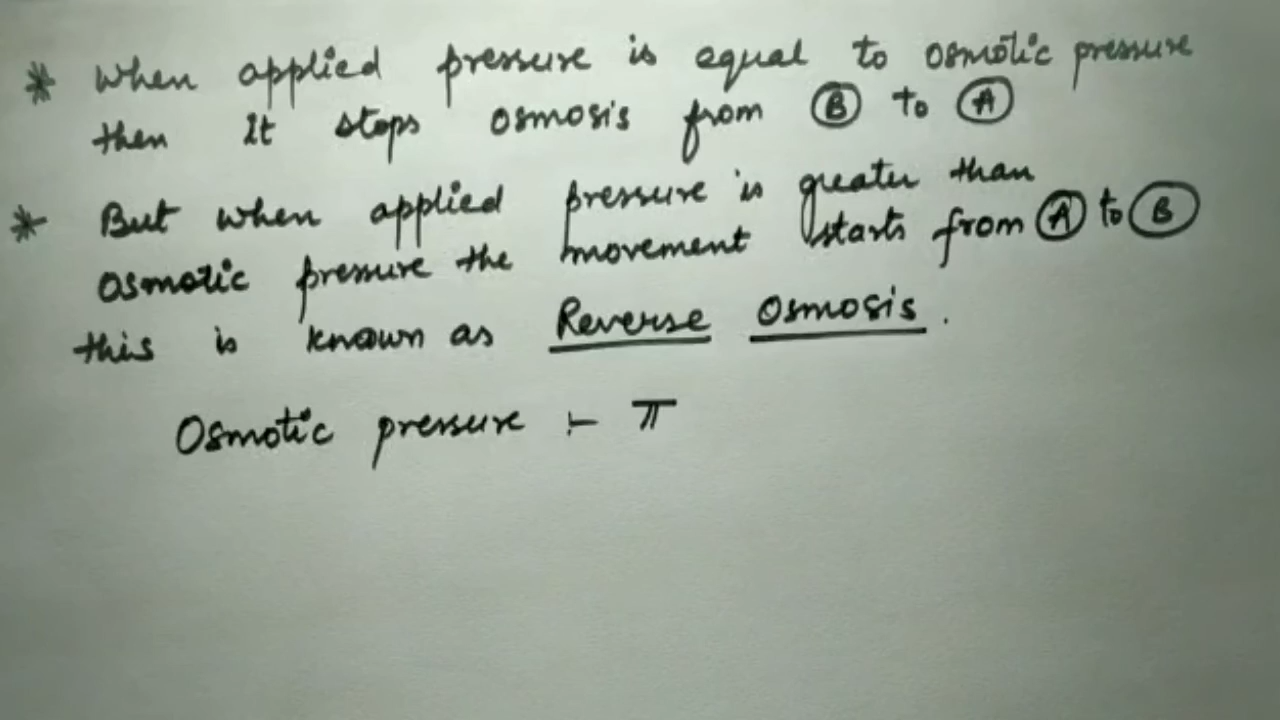 * When applied pressure is equal to osmotic pressure
then It stops osmosis from Ⓑ to Ⓐ
* But when applied pressure is greater than
osmotic pressure the movement starts from Ⓐ to Ⓑ
this is known as Reverse Osmosis.
Osmotic pressure :- π